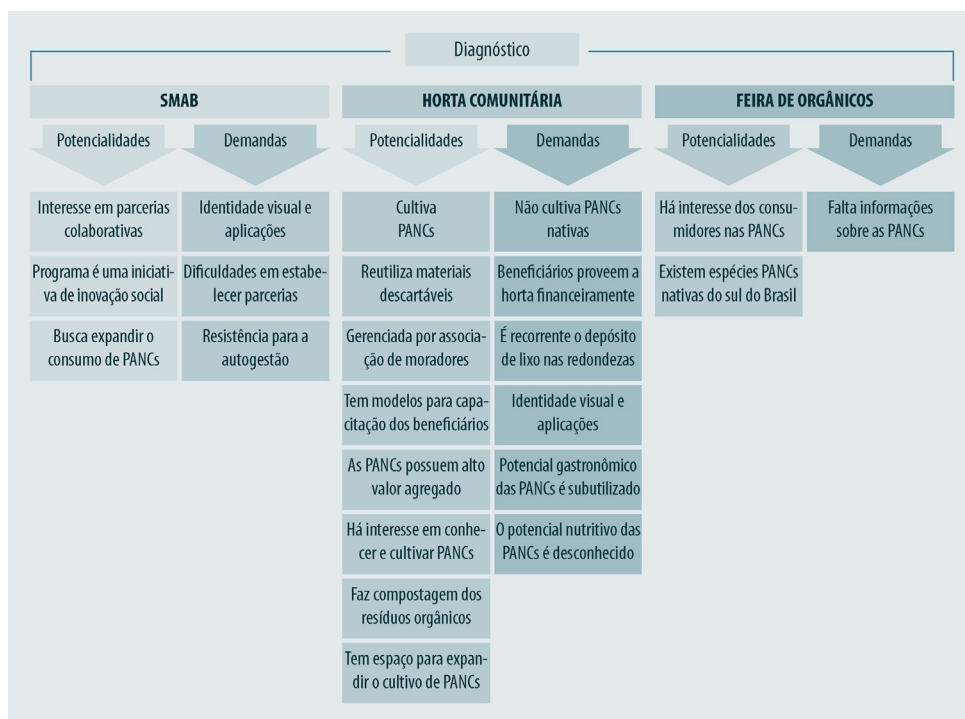 Diagnóstico
SMAB
Potencialidades
Interesse em parcerias
colaborativas
Programa é uma iniciati-
va de inovação social
Busca expandir o
consumo de PANCs
Demandas
Identidade visual e
aplicações
Dificuldades em estabe-
lecer parcerias
Resistência para a
autogestão
HORTA COMUNITÁRIA
Potencialidades
Cultiva
PANCs
Reutiliza materiais
descartáveis
Gerenciada por associa-
ção de moradores
Tem modelos para capa-
citação dos beneficiários
As PANCs possuem alto
valor agregado
Há interesse em conhe-
cer e cultivar PANCs
Faz compostagem dos
resíduos orgânicos
Tem espaço para expan-
dir o cultivo de PANCs
Demandas
Não cultiva PANCs
nativas
Beneficiários proveem a
horta financeiramente
É recorrente o depósito
de lixo nas redondezas
Identidade visual e
aplicações
Potencial gastronômico
das PANCs é subutilizado
O potencial nutritivo das
PANCs é desconhecido
FEIRA DE ORGÂNICOS
Potencialidades
Há interesse dos consu-
midores nas PANCs
Existem espécies PANCs
nativas do sul do Brasil
Demandas
Falta informações
sobre as PANCs